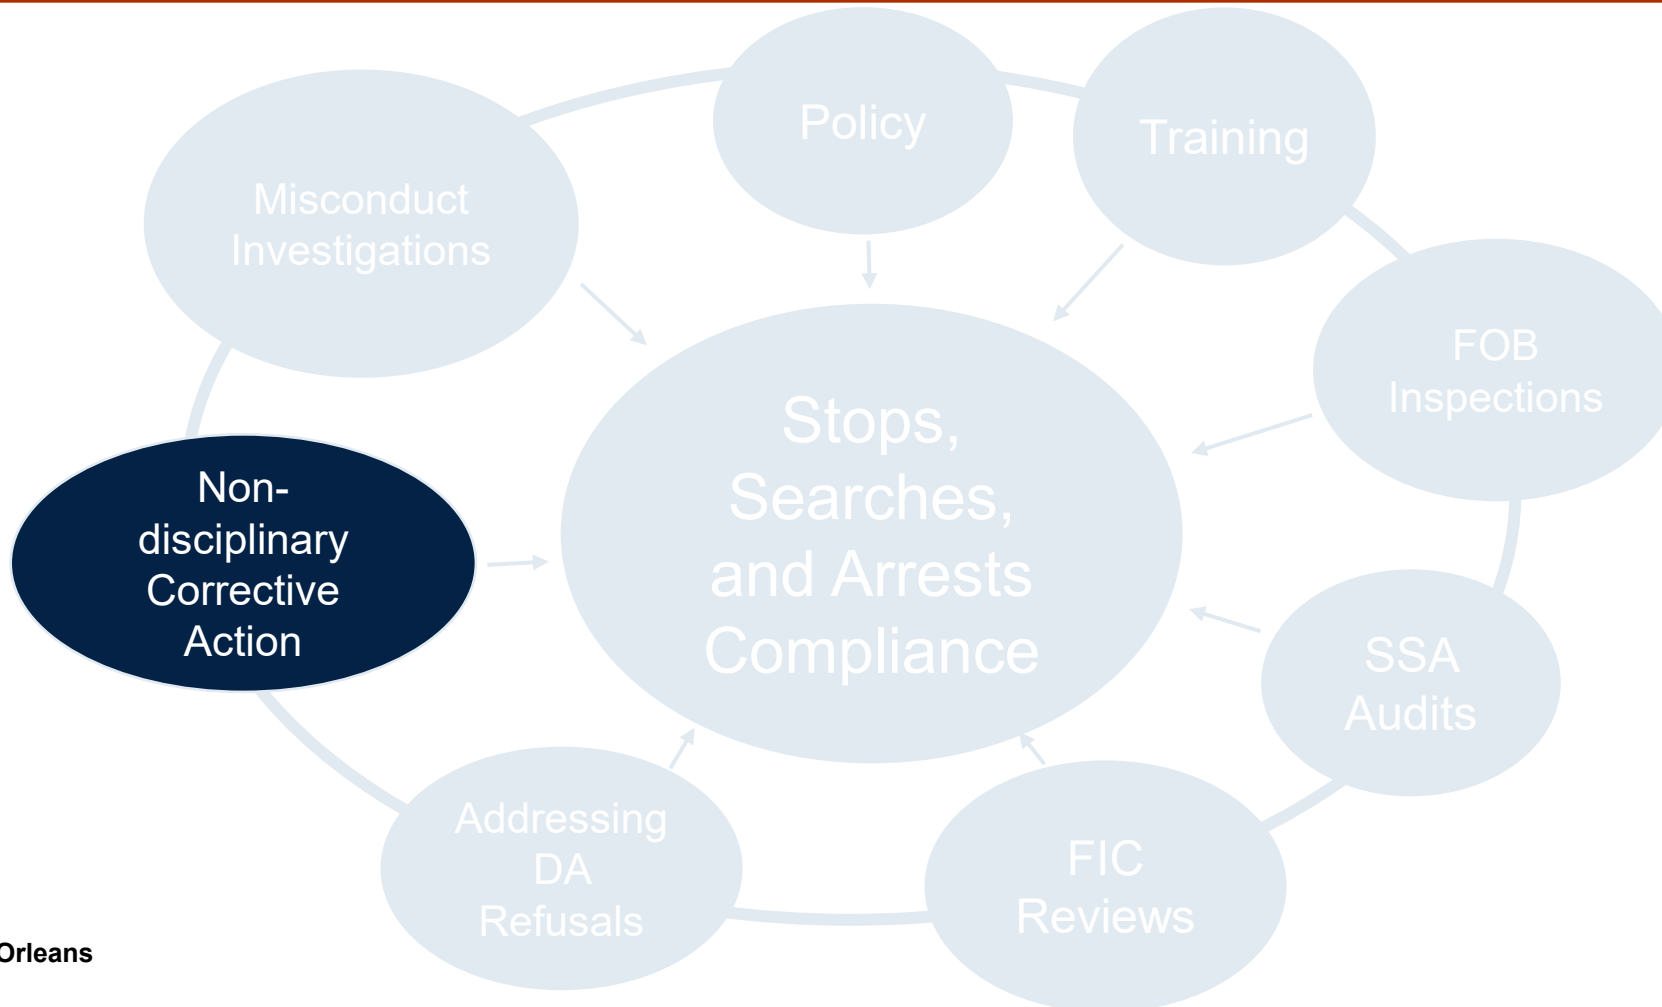 Policy
Training
Misconduct
Investigations
FOB
Inspections
Stops,
Searches,
and Arrests
Compliance
Non-
disciplinary
Corrective
Action
SSA
Audits
Addressing
DA
Refusals
FIC
Reviews
Orleans